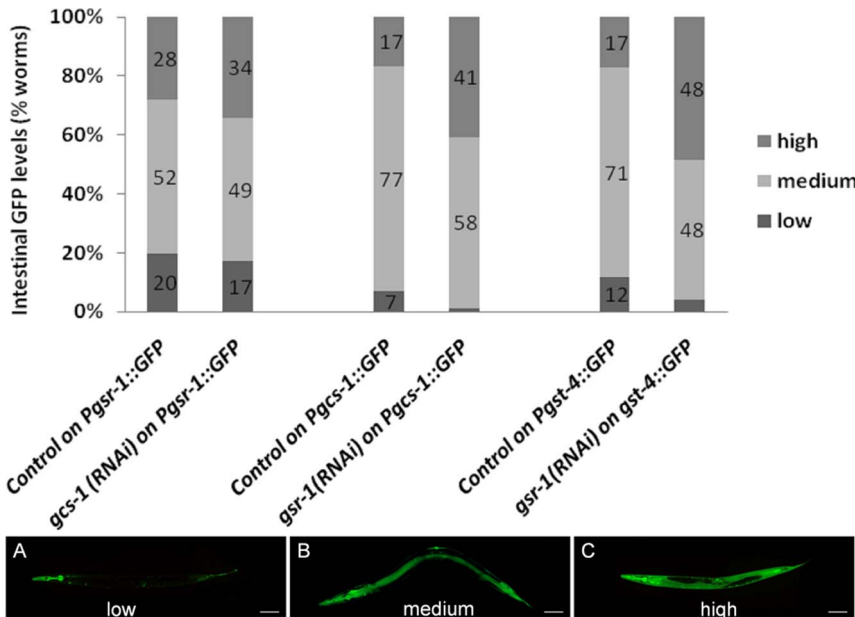 Intestinal GFP levels (% worms)
100%
80%
60%
40%
20%
0%
28
52
20
34
49
17
17
77
7
41
58
17
71
12
48
48
high
medium
low
Control on Pgsr-1::GFP
gcs-1 (RNAi) on Pgsr-1::GFP
Control on Pgcs-1::GFP
gsr-1(RNAi) on Pgcs-1::GFP
Control on Pgst-4::GFP
gsr-1(RNAi) on gst-4::GFP
A
low
B
medium
C
high